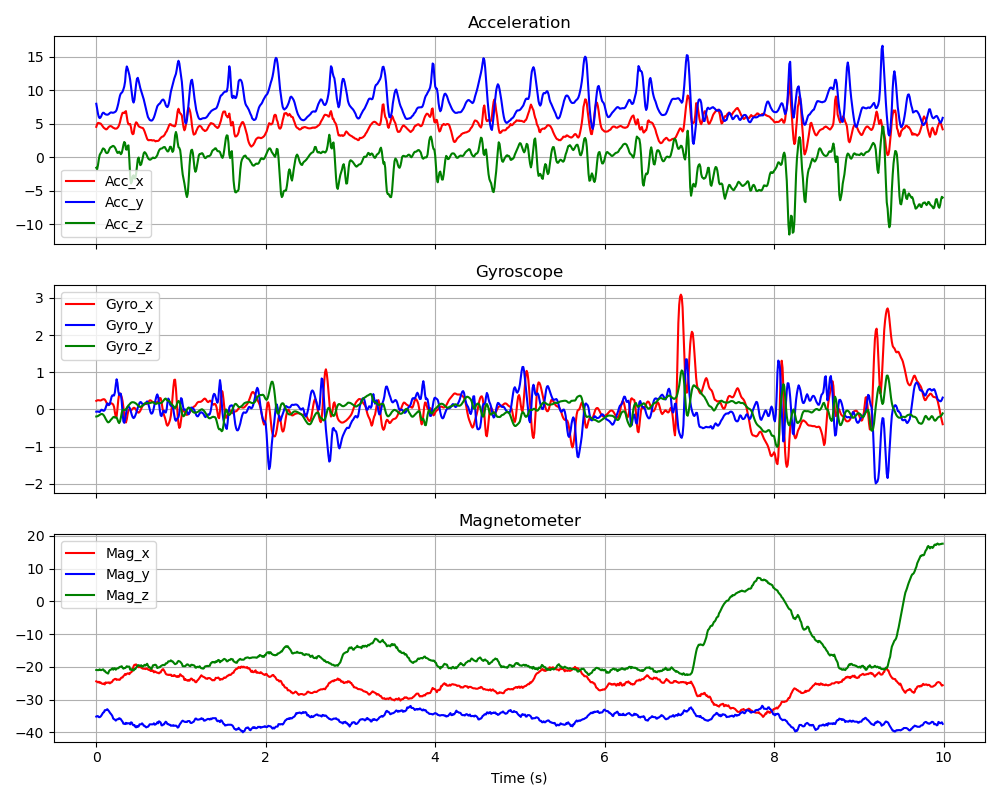 Acceleration
15
10
5
0
−5
−10
Acc_x
Acc_y
Acc_z
Gyroscope
3
2
1
0
−1
−2
Gyro_x
Gyro_y
Gyro_z
Magnetometer
20
10
0
−10
−20
−30
−40
Mag_x
Mag_y
Mag_z
0 2 4 6 8 10
Time (s)